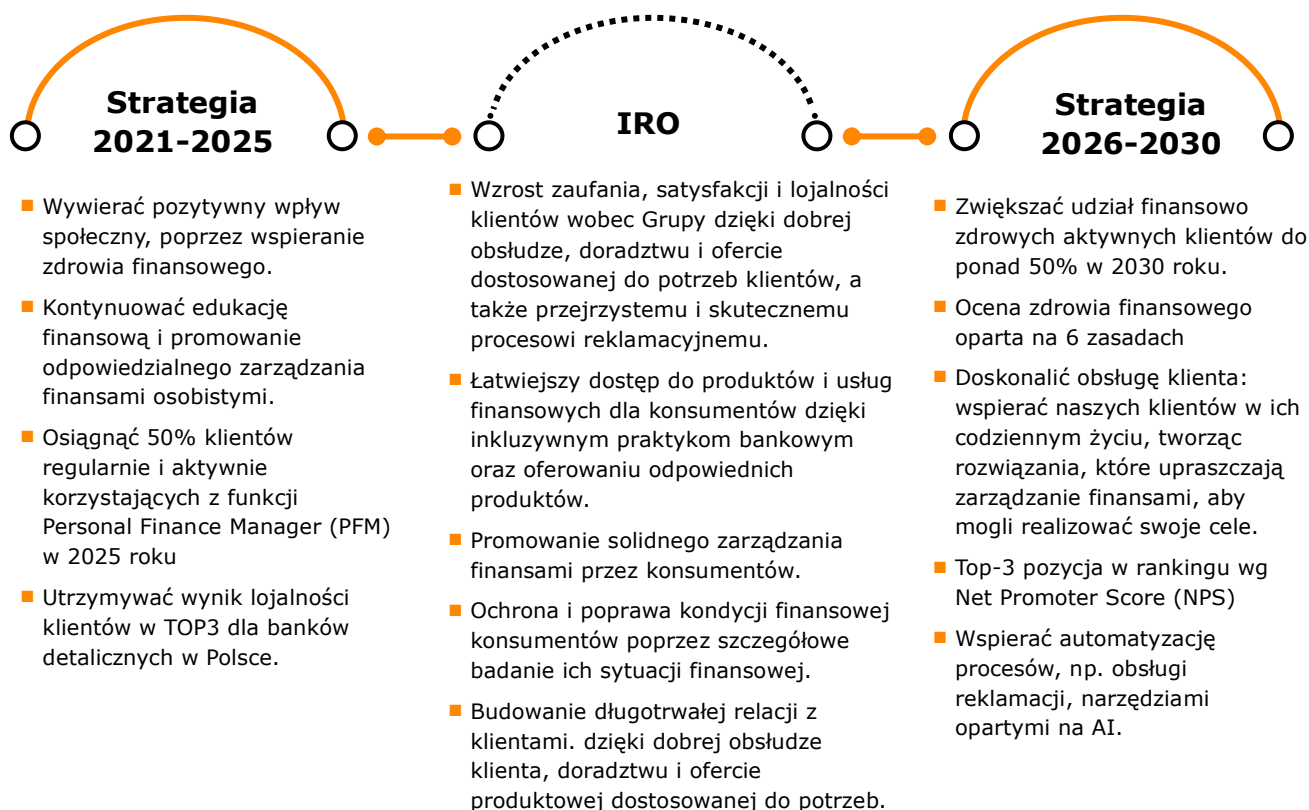 Strategia
2021-2025
Wywierać pozytywny wpływ
społeczny, poprzez wspieranie
zdrowia finansowego.
Kontynuować edukację
finansową i promowanie
odpowiedzialnego zarządzania
finansami osobistymi.
Osiągnąć 50% klientów
regularnie i aktywnie
korzystających z funkcji
Personal Finance Manager (PFM)
w 2025 roku
Utrzymywać wynik lojalności
klientów w TOP3 dla banków
detalicznych w Polsce.
IRO
Wzrost zaufania, satysfakcji i lojalności
klientów wobec Grupy dzięki dobrej
obsłudze, doradztwu i ofercie
dostosowanej do potrzeb klientów, a
także przejrzystemu i skutecznemu
procesowi reklamacyjnemu.
Łatwiejszy dostęp do produktów i usług
finansowych dla konsumentów dzięki
inkluzywnym praktykom bankowym
oraz oferowaniu odpowiednich
produktów.
Promowanie solidnego zarządzania
finansami przez konsumentów.
Ochrona i poprawa kondycji finansowej
konsumentów poprzez szczegółowe
badanie ich sytuacji finansowej.
Budowanie długotrwałej relacji z
klientami. dzięki dobrej obsłudze
klienta, doradztwu i ofercie
produktowej dostosowanej do potrzeb.
Strategia
2026-2030
Zwiększać udział finansowo
zdrowych aktywnych klientów do
ponad 50% w 2030 roku.
Ocena zdrowia finansowego
oparta na 6 zasadach
Doskonalić obsługę klienta:
wspierać naszych klientów w ich
codziennym życiu, tworząc
rozwiązania, które upraszczają
zarządzanie finansami, aby
mogli realizować swoje cele.
Top-3 pozycja w rankingu wg
Net Promoter Score (NPS)
Wspierać automatyzację
procesów, np. obsługi
reklamacji, narzędziami
opartymi na AI.